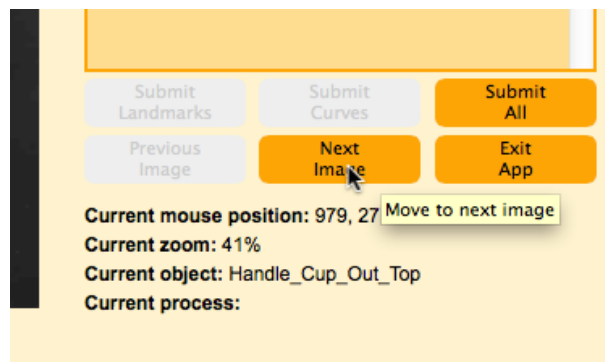 Submit Landmarks
Submit Curves
Submit All
Previous Image
Next Image
Exit App
Move to next image
Current mouse position: 979, 27
Current zoom: 41%
Current object: Handle_Cup_Out_Top
Current process: